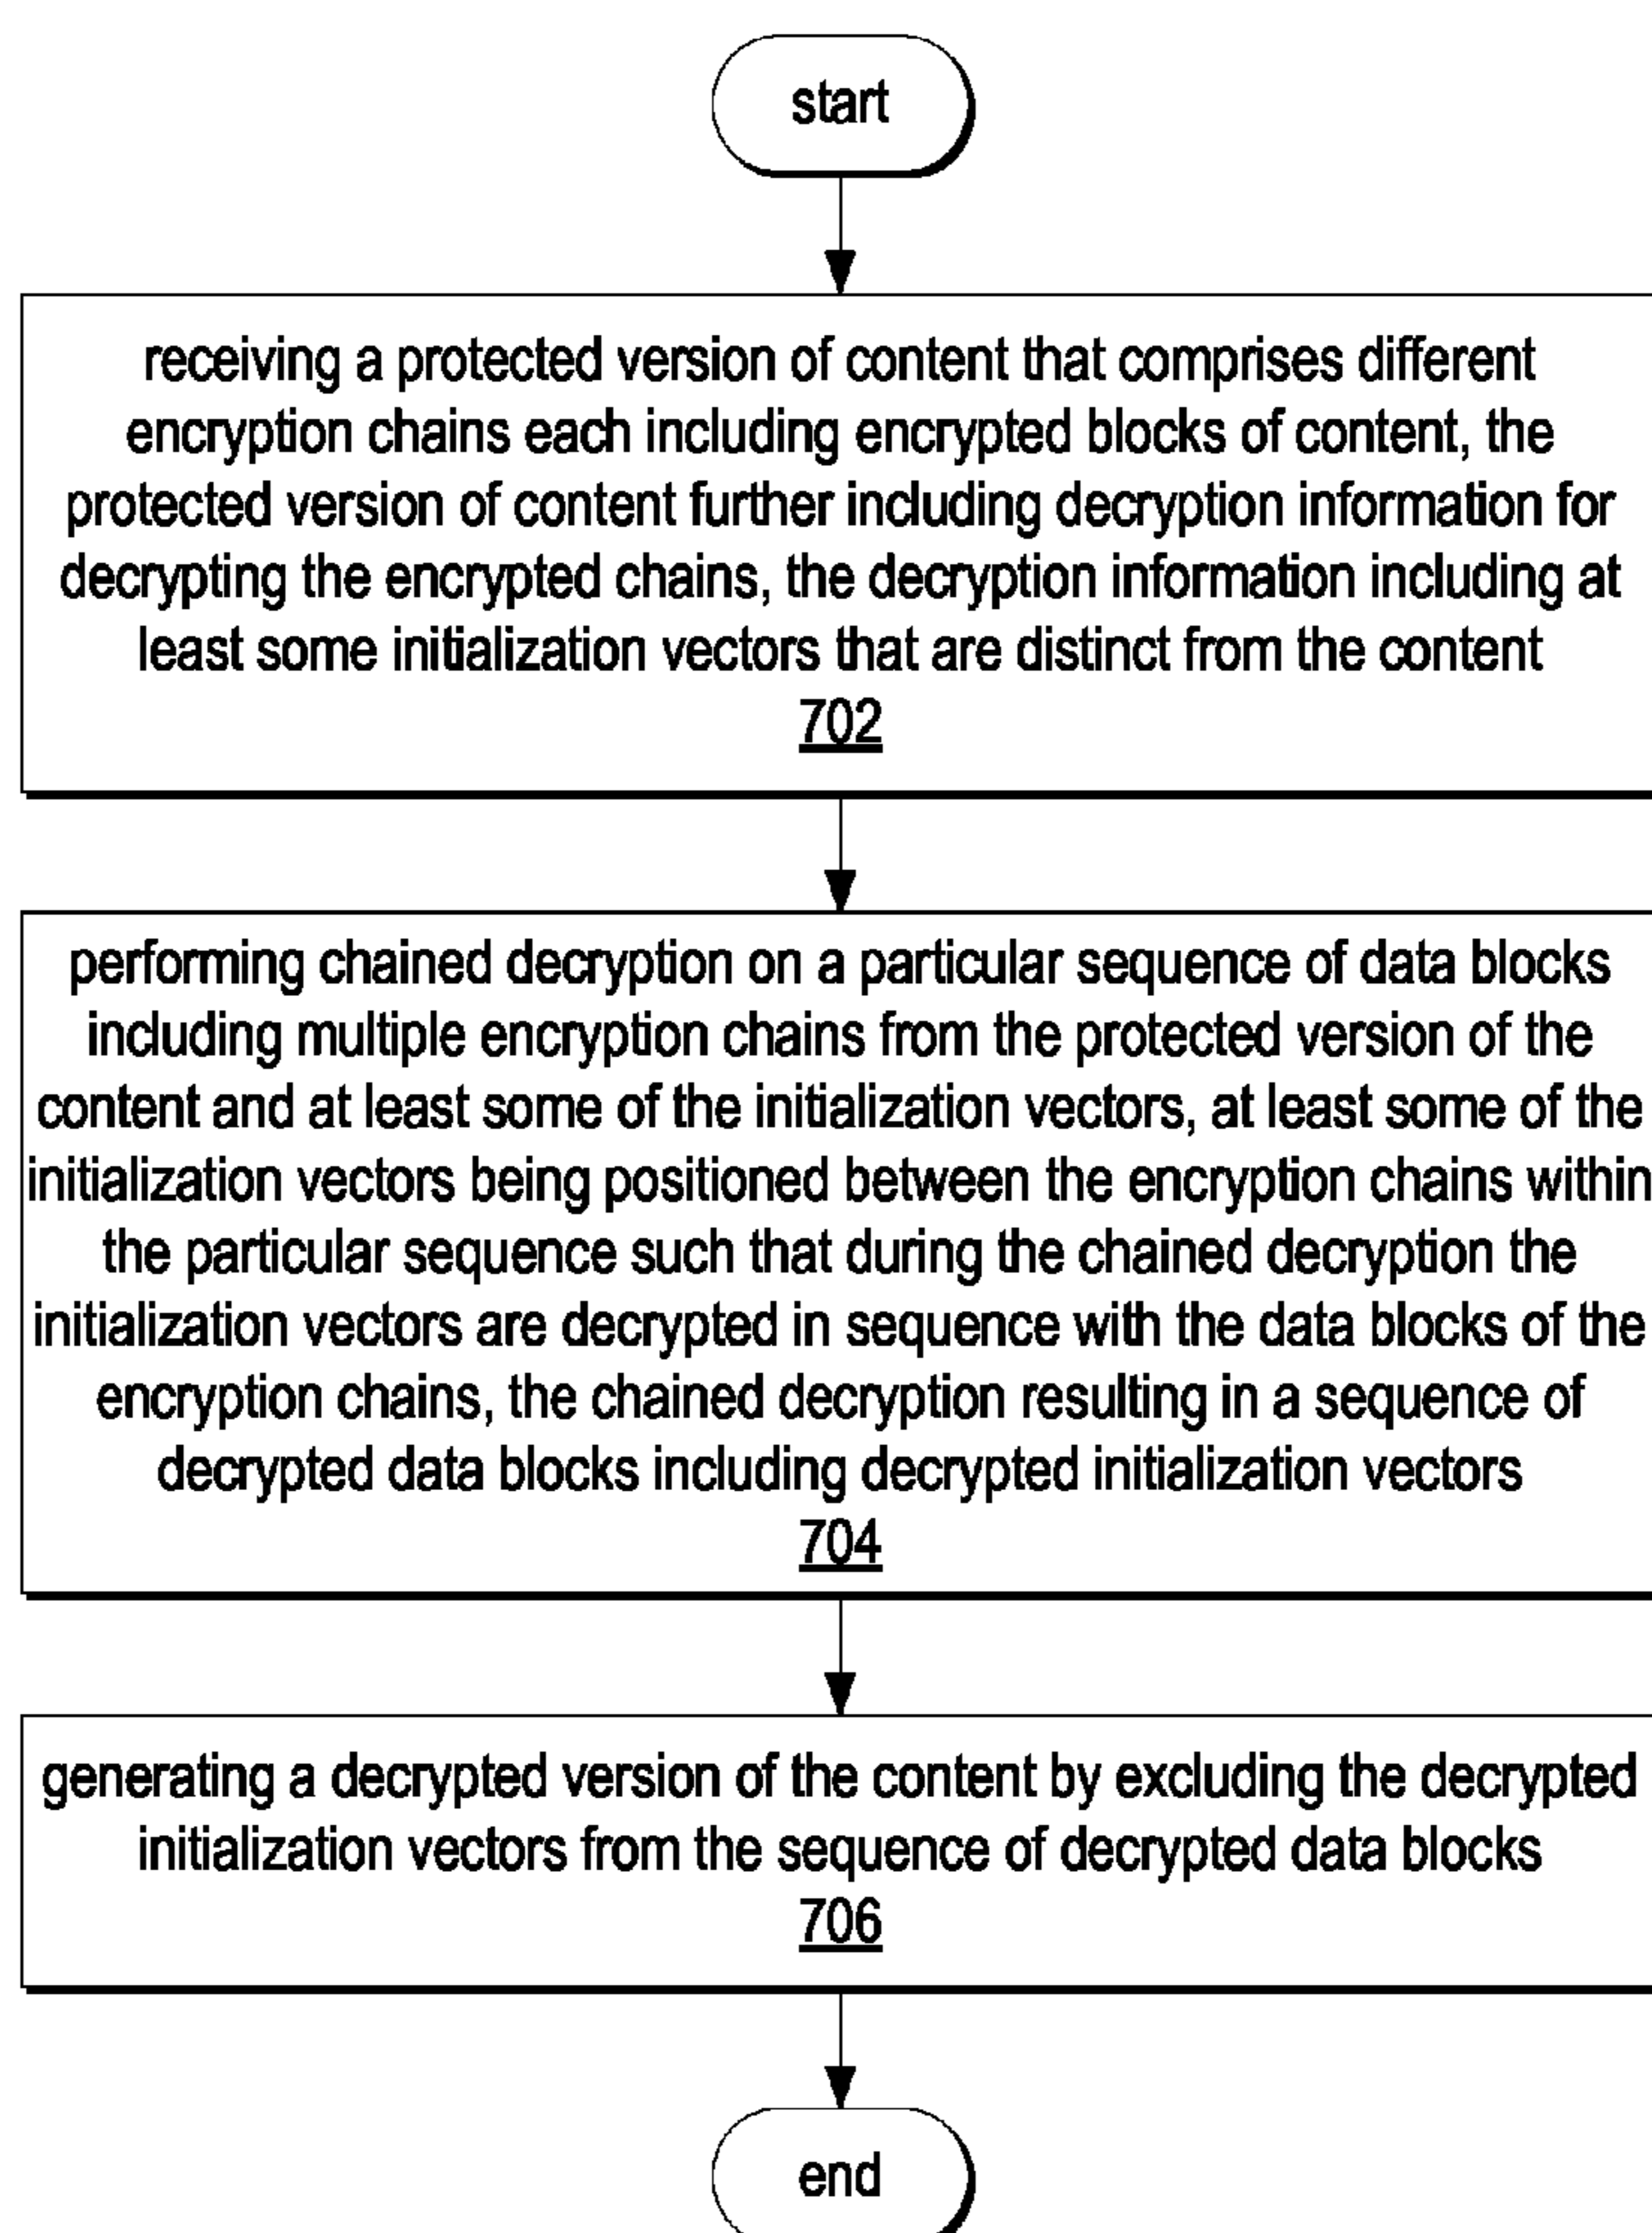 start
receiving a protected version of content that comprises different
encryption chains each including encrypted blocks of content, the
protected version of content further including decryption information for
decrypting the encrypted chains, the decryption information including at
least some initialization vectors that are distinct from the content
702
performing chained decryption on a particular sequence of data blocks
including multiple encryption chains from the protected version of the
content and at least some of the initialization vectors, at least some of the
initialization vectors being positioned between the encryption chains within
the particular sequence such that during the chained decryption the
initialization vectors are decrypted in sequence with the data blocks of the
encryption chains, the chained decryption resulting in a sequence of
decrypted data blocks including decrypted initialization vectors
704
generating a decrypted version of the content by excluding the decrypted
initialization vectors from the sequence of decrypted data blocks
706
end